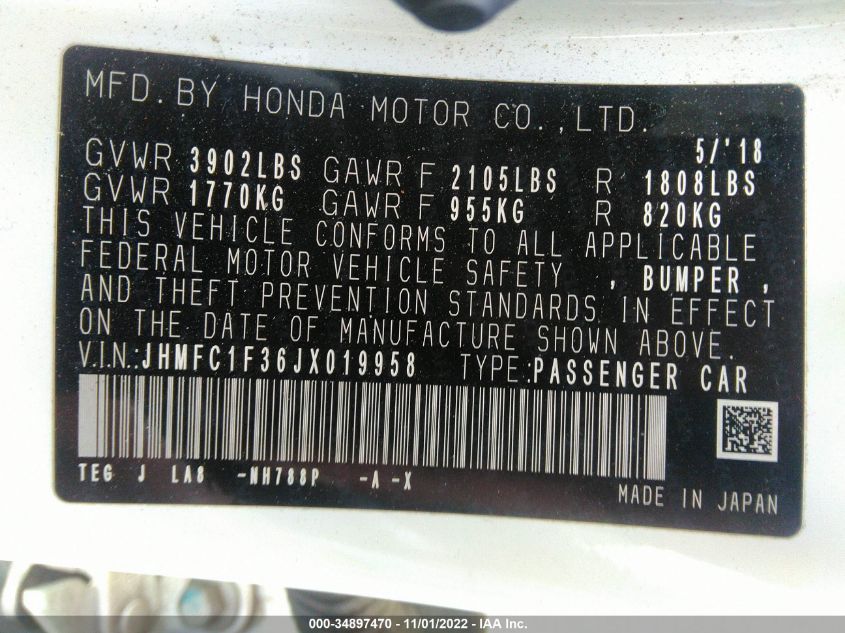 MFD. BY HONDA MOTOR CO., LTD.
5/'18
GVWR 3902LBS GAWR F 2105LBS R 1808LBS
GVWR 1770KG GAWR F 955KG R 820KG
THIS VEHICLE CONFORMS TO ALL APPLICABLE
FEDERAL MOTOR VEHICLE SAFETY , BUMPER ,
AND THEFT PREVENTION STANDARDS IN EFFECT
ON THE DATE OF MANUFACTURE SHOWN ABOVE.
V.I.N.: JHMFC1F36JX019958 TYPE: PASSENGER CAR
TEG J LA8 -NH788P -A -X
MADE IN JAPAN
000-34897470 - 11/01/2022 - IAA Inc.